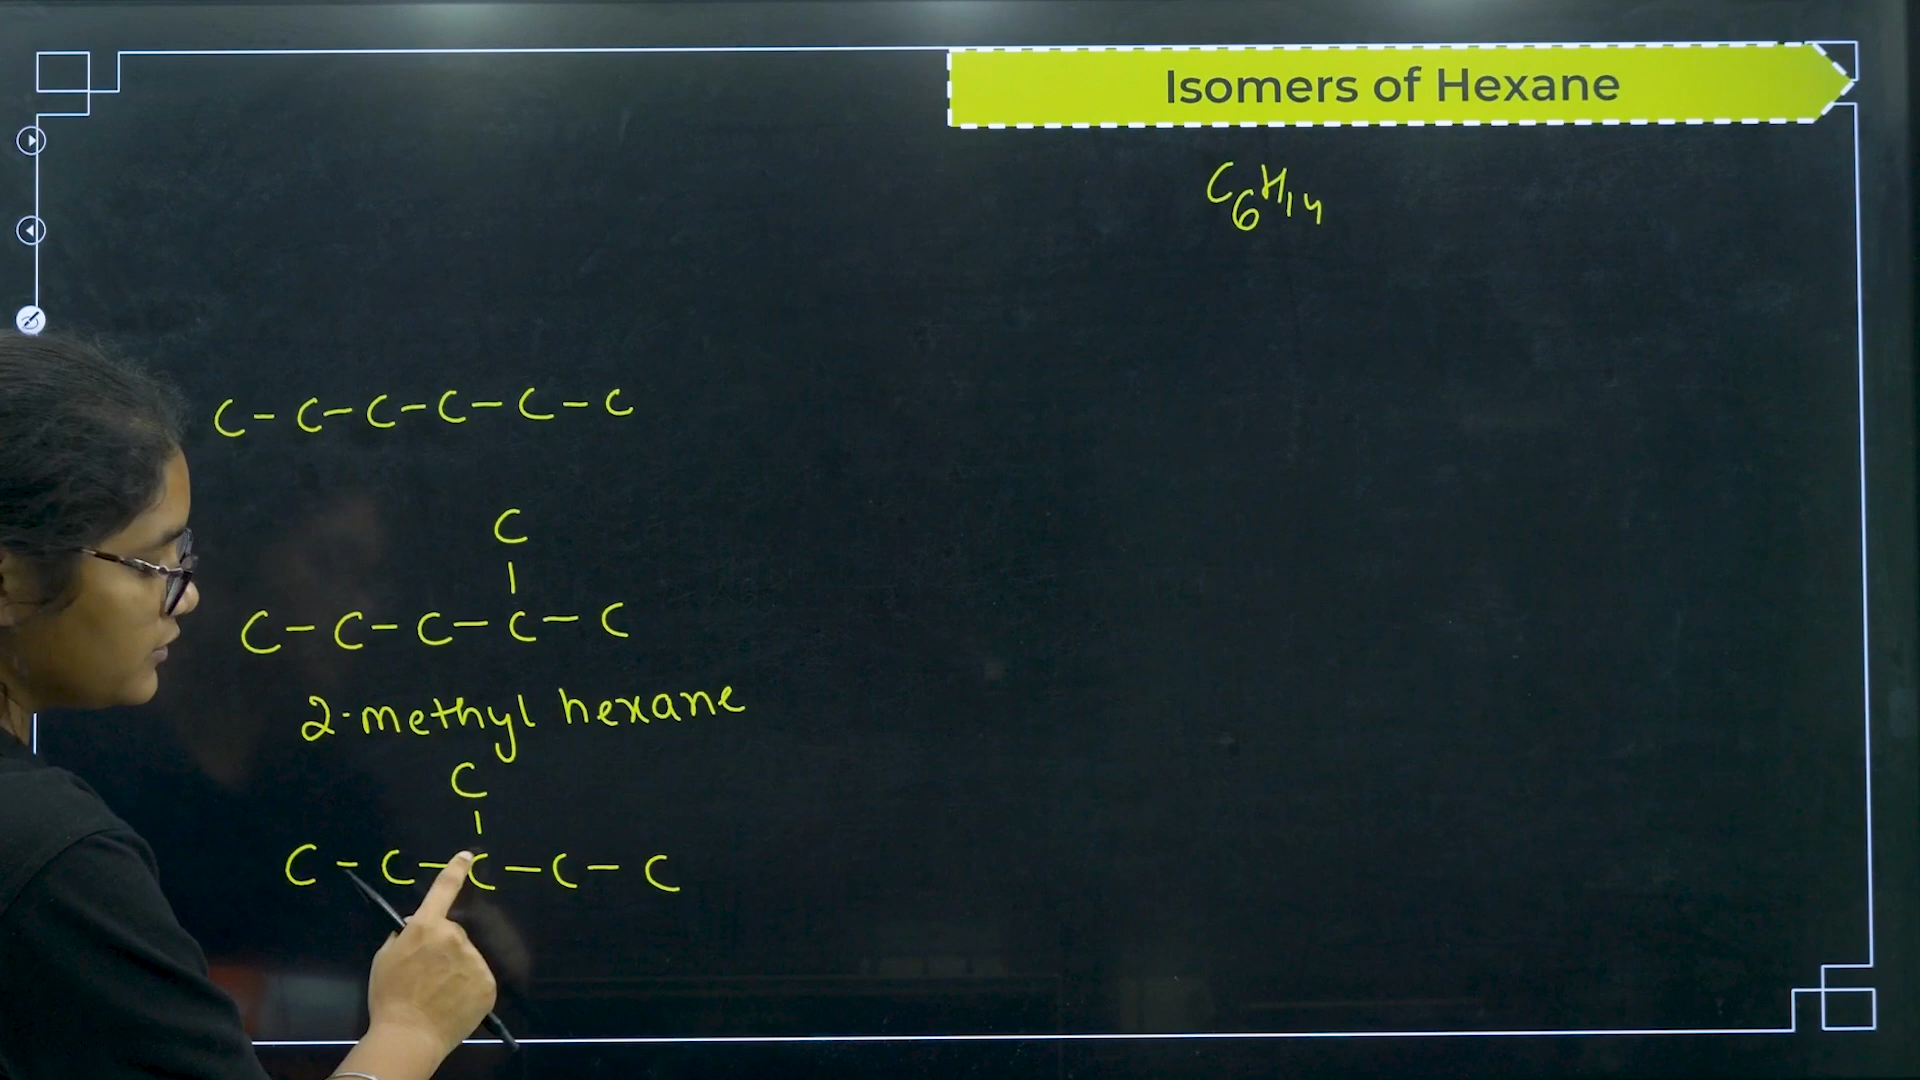 Isomers of Hexane
C6H14
C-C-C-C-C-C
C
|
C-C-C-C-C
2-methyl hexane
C
|
C-C-C-C-C